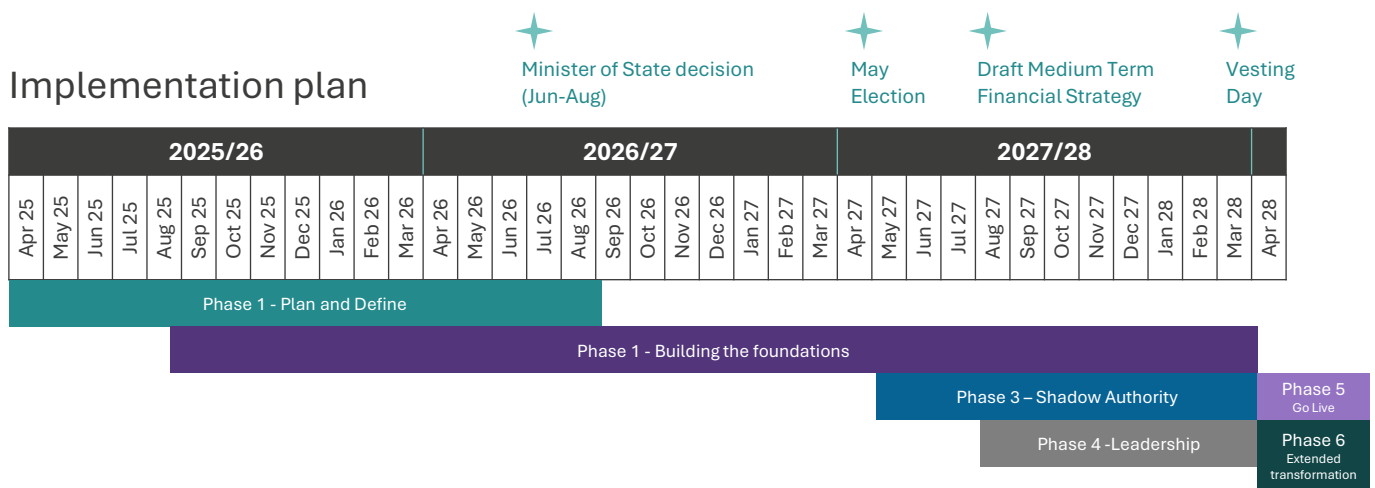 Implementation plan
Minister of State decision
(Jun-Aug)
May
Election
Draft Medium Term
Financial Strategy
Vesting
Day
2025/26
2026/27
2027/28
Apr 25
May 25
Jun 25
Jul 25
Aug 25
Sep 25
Oct 25
Nov 25
Dec 25
Jan 26
Feb 26
Mar 26
Apr 26
May 26
Jun 26
Jul 26
Aug 26
Sep 26
Oct 26
Nov 26
Dec 26
Jan 27
Feb 27
Mar 27
Apr 27
May 27
Jun 27
Jul 27
Aug 27
Sep 27
Oct 27
Nov 27
Dec 27
Jan 28
Feb 28
Mar 28
Apr 28
Phase 1 - Plan and Define
Phase 1 - Building the foundations
Phase 3 – Shadow Authority
Phase 5
Go Live
Phase 4 -Leadership
Phase 6
Extended
transformation